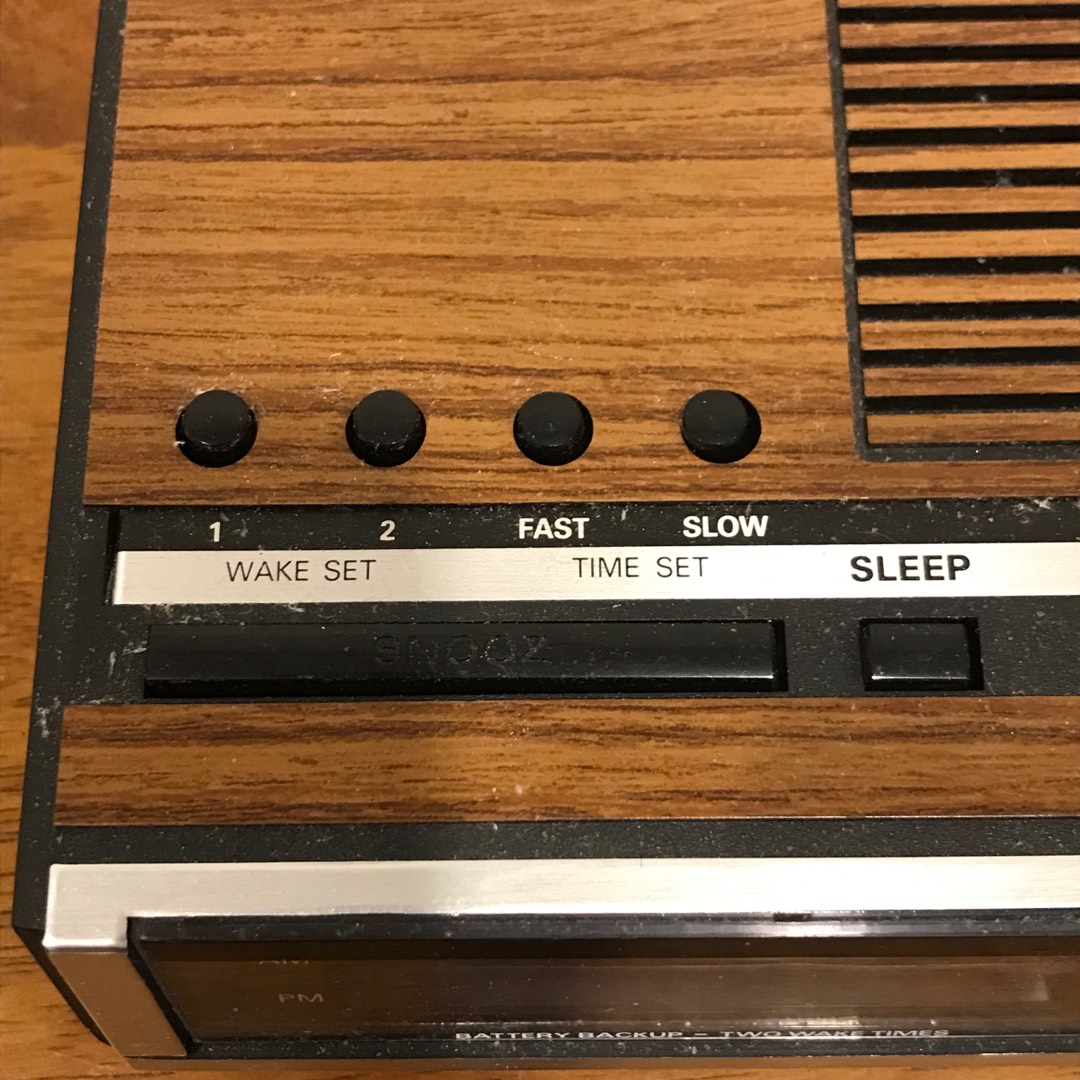 1 2 FAST SLOW
WAKE SET TIME SET SLEEP
SNOOZ
AM
PM
BATTERY BACKUP – TWO WAKE TIMES